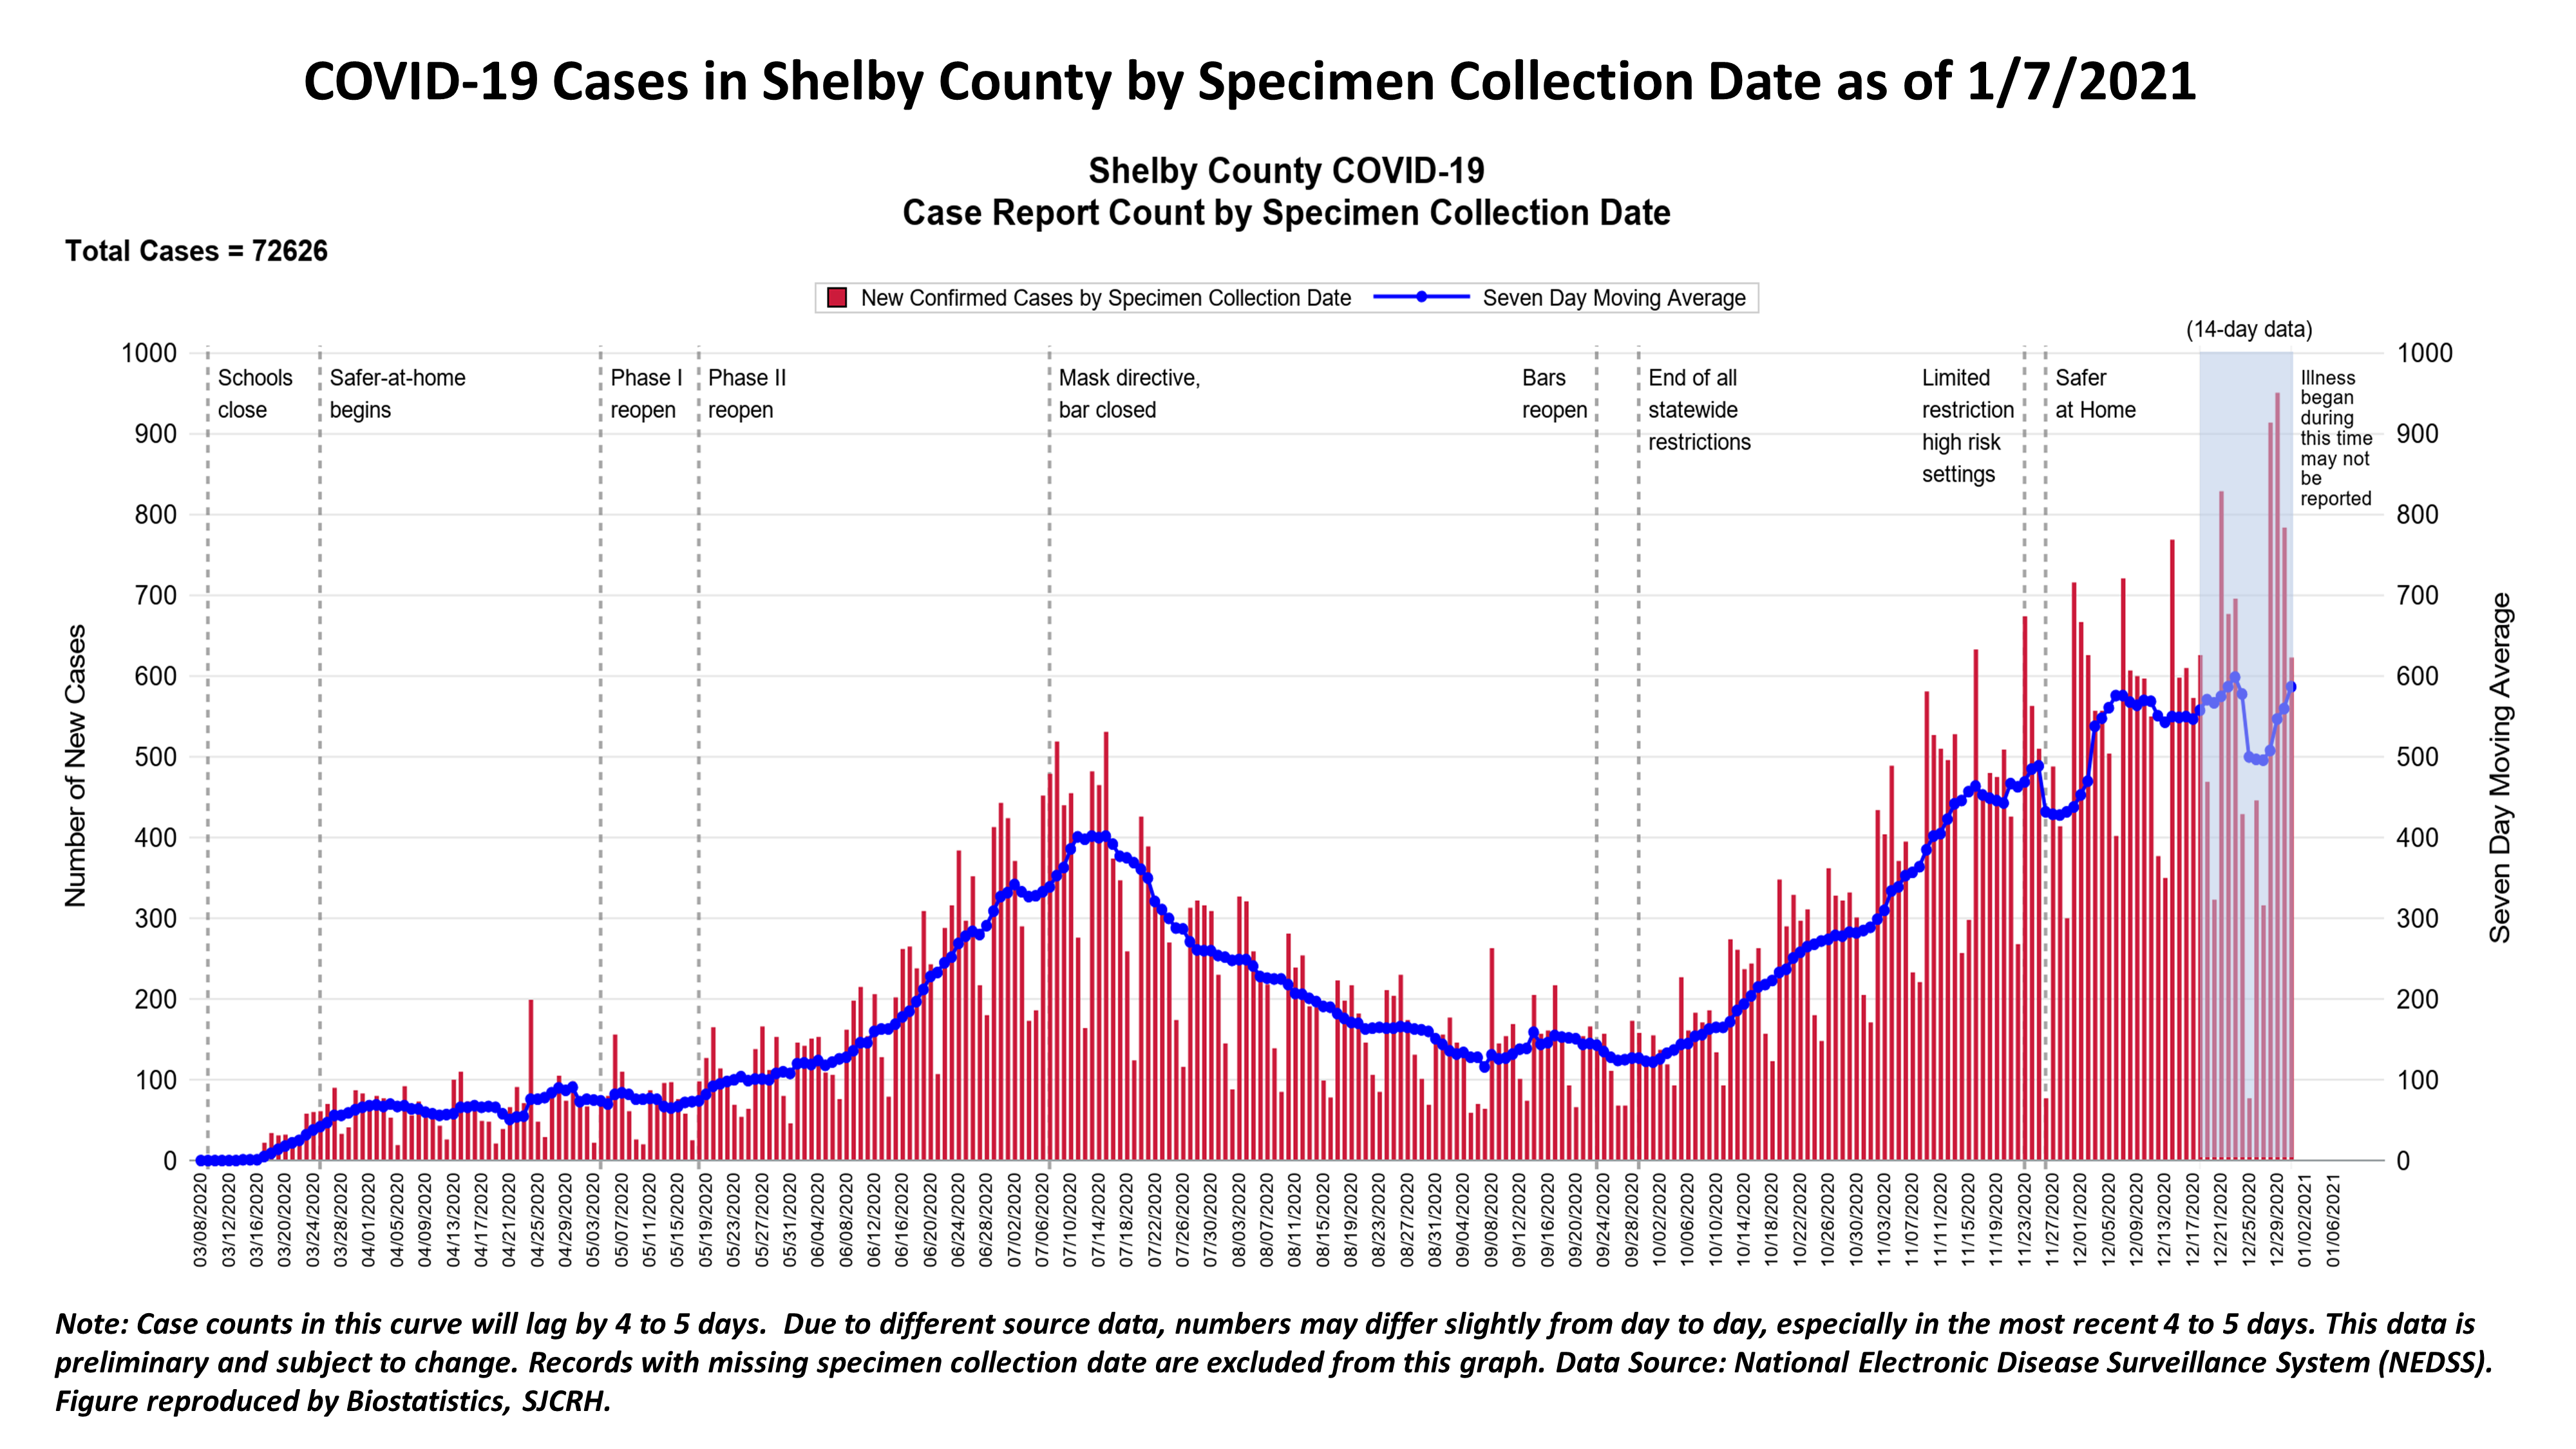 COVID-19 Cases in Shelby County by Specimen Collection Date as of 1/7/2021
Shelby County COVID-19
Case Report Count by Specimen Collection Date
Total Cases = 72626
New Confirmed Cases by Specimen Collection Date
Seven Day Moving Average
(14-day data)
Schools
close
Safer-at-home
begins
Phase I
reopen
Phase II
reopen
Mask directive,
bar closed
Bars
reopen
End of all
statewide
restrictions
Limited
restriction
high risk
settings
Safer
at Home
Illness
began
during
this time
may not
be
reported
Number of New Cases
1000
900
800
700
600
500
400
300
200
100
0
1000
900
800
700
600
500
400
300
200
100
0
Seven Day Moving Average
03/08/2020
03/12/2020
03/16/2020
03/20/2020
03/24/2020
03/28/2020
04/01/2020
04/05/2020
04/09/2020
04/13/2020
04/17/2020
04/21/2020
04/25/2020
04/29/2020
05/03/2020
05/07/2020
05/11/2020
05/15/2020
05/19/2020
05/23/2020
05/27/2020
05/31/2020
06/04/2020
06/08/2020
06/12/2020
06/16/2020
06/20/2020
06/24/2020
06/28/2020
07/02/2020
07/06/2020
07/10/2020
07/14/2020
07/18/2020
07/22/2020
07/26/2020
07/30/2020
08/03/2020
08/07/2020
08/11/2020
08/15/2020
08/19/2020
08/23/2020
08/27/2020
08/31/2020
09/04/2020
09/08/2020
09/12/2020
09/16/2020
09/20/2020
09/24/2020
09/28/2020
10/02/2020
10/06/2020
10/10/2020
10/14/2020
10/18/2020
10/22/2020
10/26/2020
10/30/2020
11/03/2020
11/07/2020
11/11/2020
11/15/2020
11/19/2020
11/23/2020
11/27/2020
12/01/2020
12/05/2020
12/09/2020
12/13/2020
12/17/2020
12/21/2020
12/25/2020
12/29/2020
01/02/2021
01/06/2021
Note: Case counts in this curve will lag by 4 to 5 days.  Due to different source data, numbers may differ slightly from day to day, especially in the most recent 4 to 5 days. This data is
preliminary and subject to change. Records with missing specimen collection date are excluded from this graph. Data Source: National Electronic Disease Surveillance System (NEDSS).
Figure reproduced by Biostatistics, SJCRH.